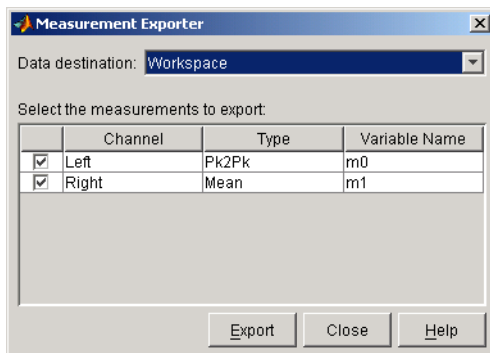 Measurement Exporter
Data destination: Workspace
Select the measurements to export:
Channel Type Variable Name
Left Pk2Pk m0
Right Mean m1
Export Close Help